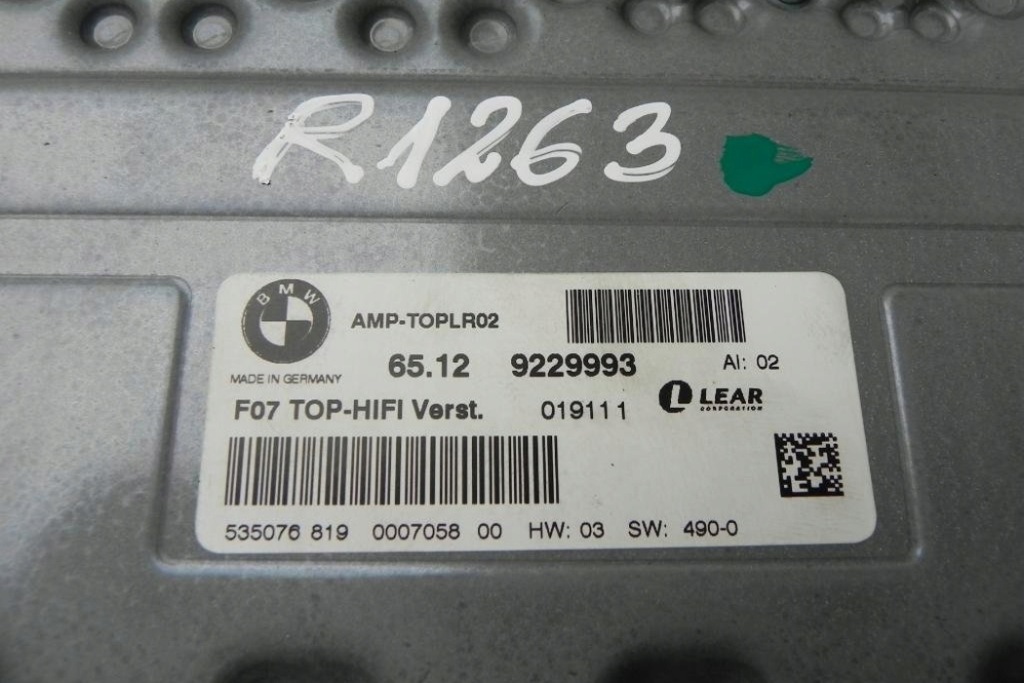 R1263
BMW
AMP-TOPLR02
65.12 9229993 AI: 02
MADE IN GERMANY
F07 TOP-HIFI Verst. 019111 LEAR
CORPORATION
535076 819 0007058 00 HW: 03 SW: 490-0